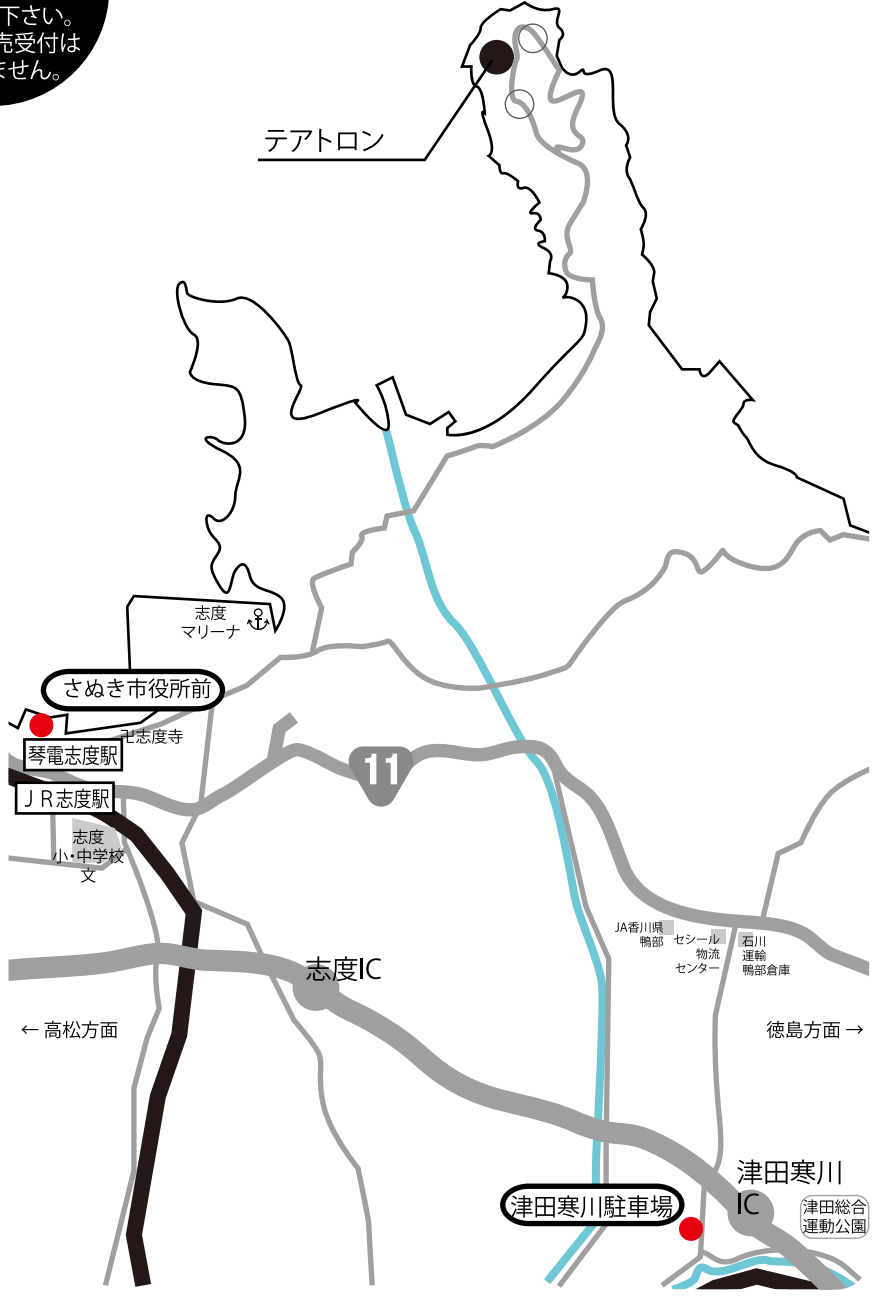 下さい。
売受付は
ません。
テアトロン
志度
マリーナ
さぬき市役所前
卍志度寺
琴電志度駅
11
ＪＲ志度駅
志度
小・中学校
文
JA香川県
鴨部
セシール
物流
センター
石川
運輸
鴨部倉庫
志度IC
← 高松方面
徳島方面 →
津田寒川
IC
津田寒川駐車場
津田総合
運動公園